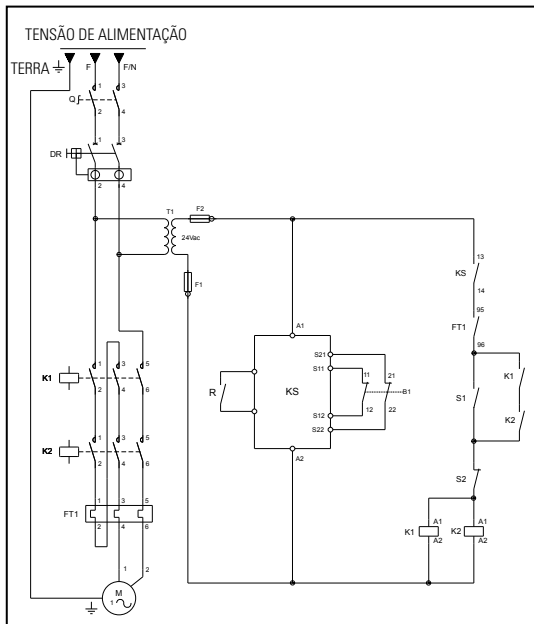 TENSÃO DE ALIMENTAÇÃO
TERRA F F/N
1 3
Q
2 4
1 3
DR
2 4
T1 F2
24Vac
F1
13
KS
14
95
FT1
96
A1
S21
S11 11 21
R KS B1
S12 12 22
S22
A2
K1
S1
K2
S2
K1 A1 K2 A1
A2 A2
1 3 5
K1
2 4 6
1 3 5
K2
2 4 6
1 3 5
FT1
2 4 6
1 2
M
1